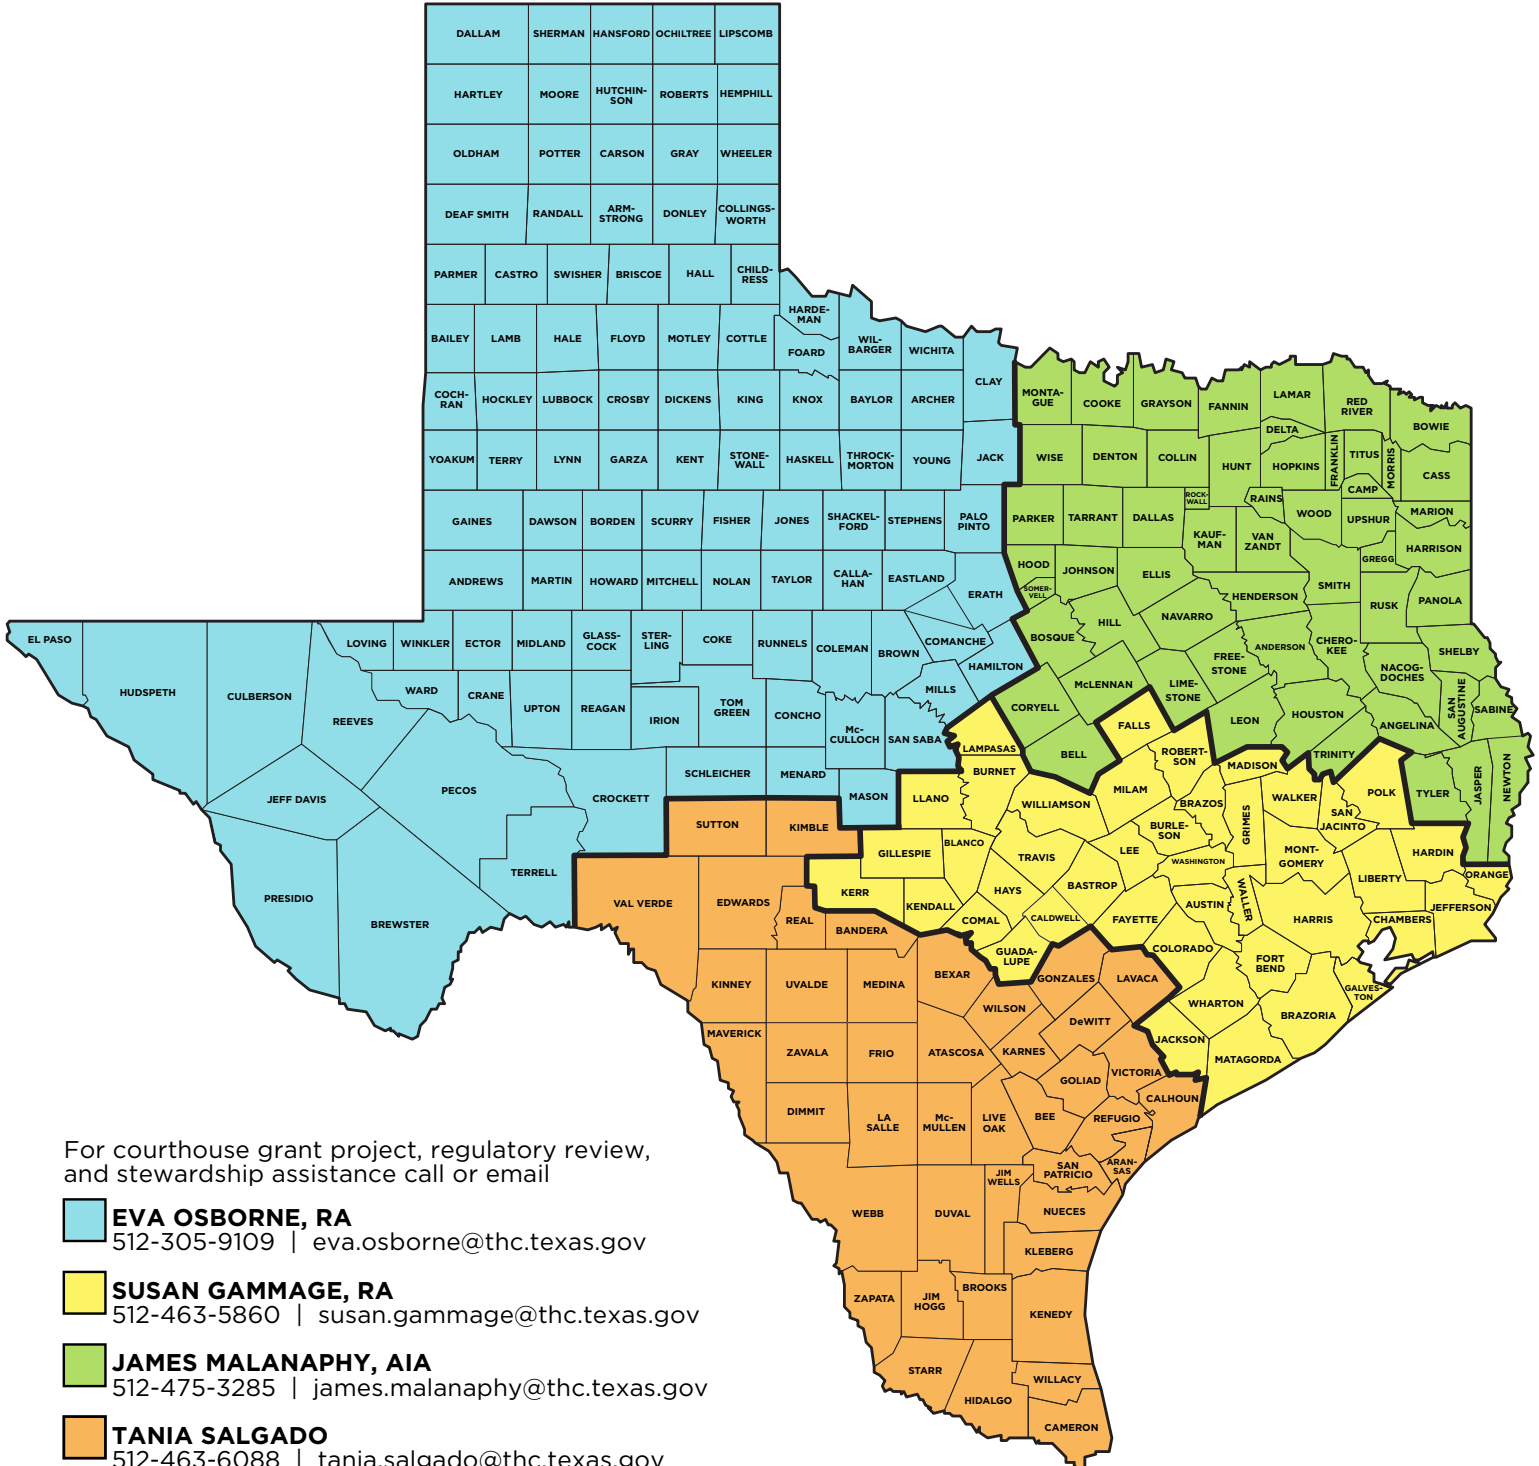 DALLAM SHERMAN HANSFORD OCHILTREE LIPSCOMB
HARTLEY MOORE HUTCHIN-
SON ROBERTS HEMPHILL
OLDHAM POTTER CARSON GRAY WHEELER
DEAF SMITH RANDALL ARM-
STRONG DONLEY COLLINGS-
WORTH
PARMER CASTRO SWISHER BRISCOE HALL CHILD-
RESS
HARDE-
MAN
BAILEY LAMB HALE FLOYD MOTLEY COTTLE FOARD WIL-
BARGER WICHITA
CLAY
COCH-
RAN HOCKLEY LUBBOCK CROSBY DICKENS KING KNOX BAYLOR ARCHER
MONTA-
GUE COOKE GRAYSON FANNIN LAMAR RED
RIVER
BOWIE
DELTA
YOAKUM TERRY LYNN GARZA KENT STONE-
WALL HASKELL THROCK-
MORTON YOUNG JACK WISE DENTON COLLIN HUNT HOPKINS FRANKLIN TITUS MORRIS CASS
CAMP
GAINES DAWSON BORDEN SCURRY FISHER JONES SHACKEL-
FORD STEPHENS PALO
PINTO PARKER TARRANT DALLAS ROCK-
WALL RAINS WOOD UPSHUR MARION
KAUF-
MAN VAN
ZANDT GREGG HARRISON
ANDREWS MARTIN HOWARD MITCHELL NOLAN TAYLOR CALLA-
HAN EASTLAND ERATH HOOD SOMER-
VELL JOHNSON ELLIS HENDERSON SMITH RUSK PANOLA
EL PASO HUDSPETH CULBERSON REEVES LOVING WINKLER ECTOR MIDLAND GLASS-
COCK STER-
LING COKE RUNNELS COLEMAN BROWN COMANCHE HAMILTON BOSQUE HILL NAVARRO
FREE-
STONE ANDERSON CHERO-
KEE NACOG-
DOCHES SHELBY
WARD CRANE UPTON REAGAN IRION TOM
GREEN CONCHO Mc-
CULLOCH SAN SABA MILLS
CORYELL McLENNAN LIME-
STONE LEON HOUSTON ANGELINA SAN
AUGUSTINE SABINE
LAMPASAS BELL FALLS ROBERT-
SON MADISON TRINITY
JEFF DAVIS PECOS CROCKETT SCHLEICHER MENARD MASON
LLANO BURNET WILLIAMSON MILAM BRAZOS GRIMES WALKER SAN
JACINTO POLK TYLER JASPER NEWTON
PRESIDIO BREWSTER TERRELL
SUTTON KIMBLE
GILLESPIE BLANCO TRAVIS LEE BURLE-
SON WASHINGTON MONT-
GOMERY LIBERTY HARDIN ORANGE
VAL VERDE EDWARDS REAL BANDERA
KERR KENDALL COMAL HAYS CALDWELL BASTROP FAYETTE AUSTIN WALLER HARRIS CHAMBERS JEFFERSON
GUADA-
LUPE COLORADO FORT
BEND GALVES-
TON
KINNEY UVALDE MEDINA BEXAR WILSON GONZALES LAVACA
WHARTON BRAZORIA
MAVERICK ZAVALA FRIO ATASCOSA KARNES DeWITT
JACKSON MATAGORDA
DIMMIT LA
SALLE Mc-
MULLEN LIVE
OAK BEE GOLIAD VICTORIA CALHOUN
REFUGIO
WEBB DUVAL JIM
WELLS SAN
PATRICIO ARAN-
SAS
NUECES
KLEBERG
ZAPATA JIM
HOGG BROOKS KENEDY
STARR HIDALGO WILLACY
CAMERON
For courthouse grant project, regulatory review,
and stewardship assistance call or email
EVA OSBORNE, RA
512-305-9109 | eva.osborne@thc.texas.gov
SUSAN GAMMAGE, RA
512-463-5860 | susan.gammage@thc.texas.gov
JAMES MALANAPHY, AIA
512-475-3285 | james.malanaphy@thc.texas.gov
TANIA SALGADO
512-463-6088 | tania.salgado@thc.texas.gov